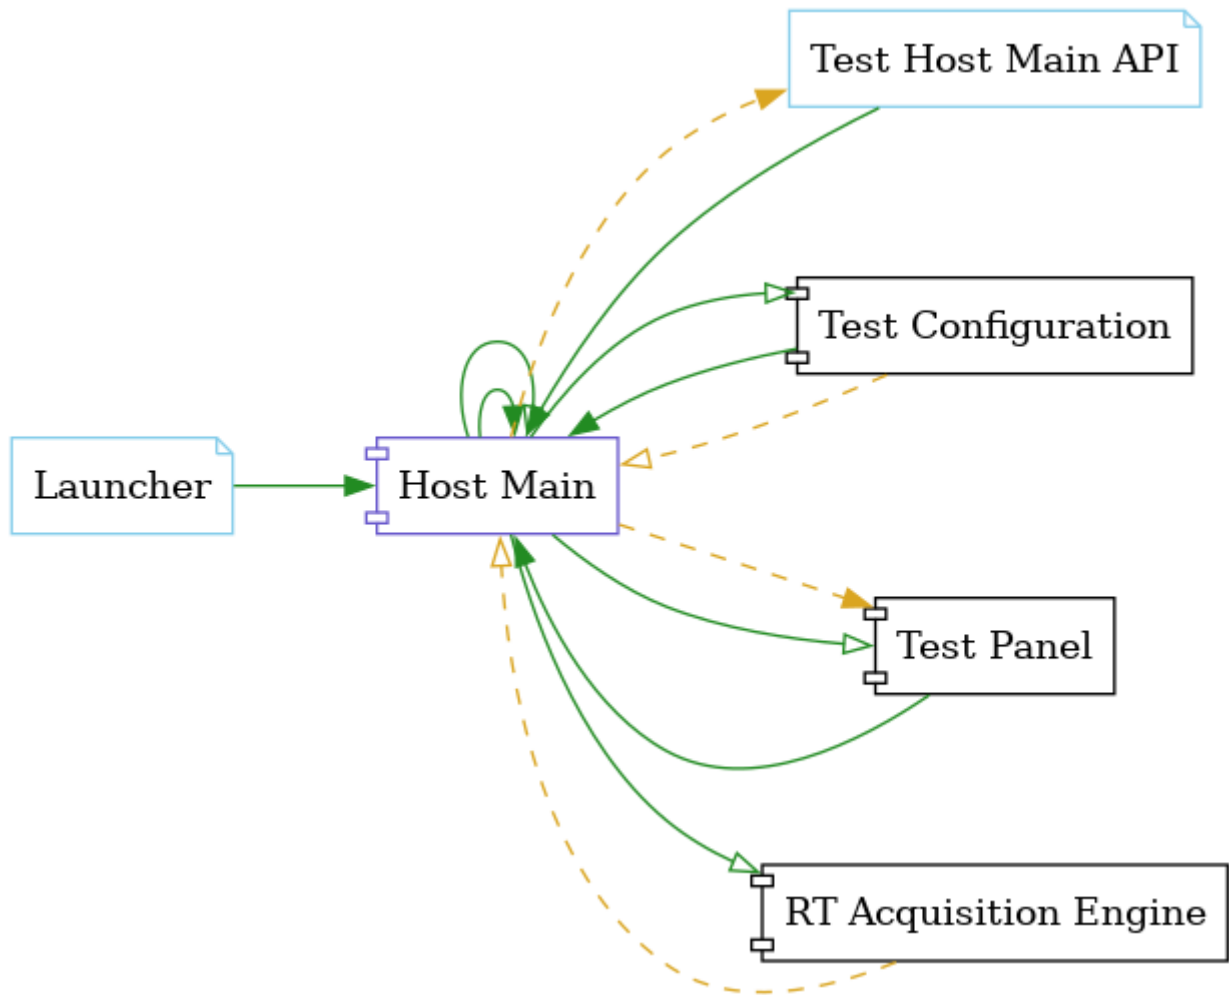 Test Host Main API
Test Configuration
Launcher
Host Main
Test Panel
RT Acquisition Engine